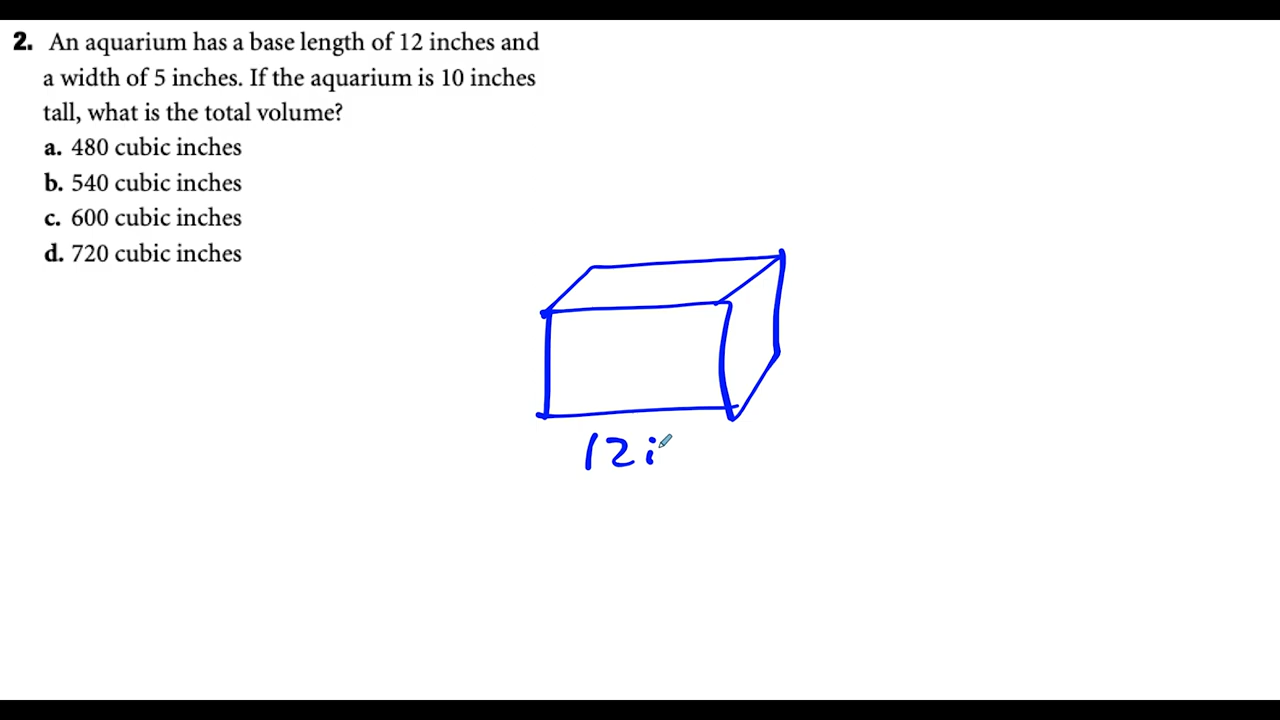 2. An aquarium has a base length of 12 inches and
a width of 5 inches. If the aquarium is 10 inches
tall, what is the total volume?
a. 480 cubic inches
b. 540 cubic inches
c. 600 cubic inches
d. 720 cubic inches
12 i